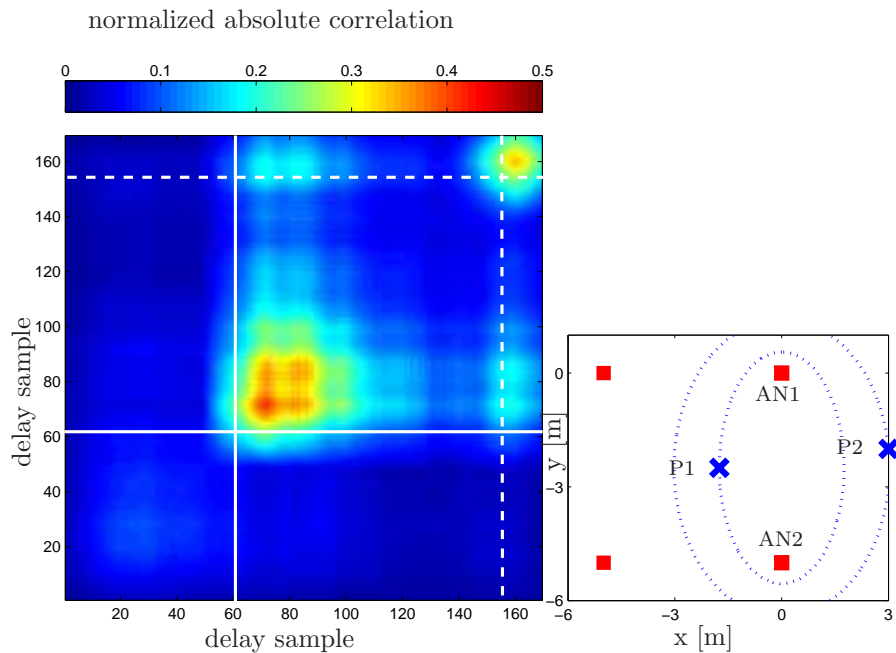 normalized absolute correlation
0 0.1 0.2 0.3 0.4 0.5
160
140
120
100
80
60
40
20
delay sample
20 40 60 80 100 120 140 160
delay sample
0
-3
-6
y [m]
AN1
P2
P1
AN2
-6 -3 0 3
x [m]